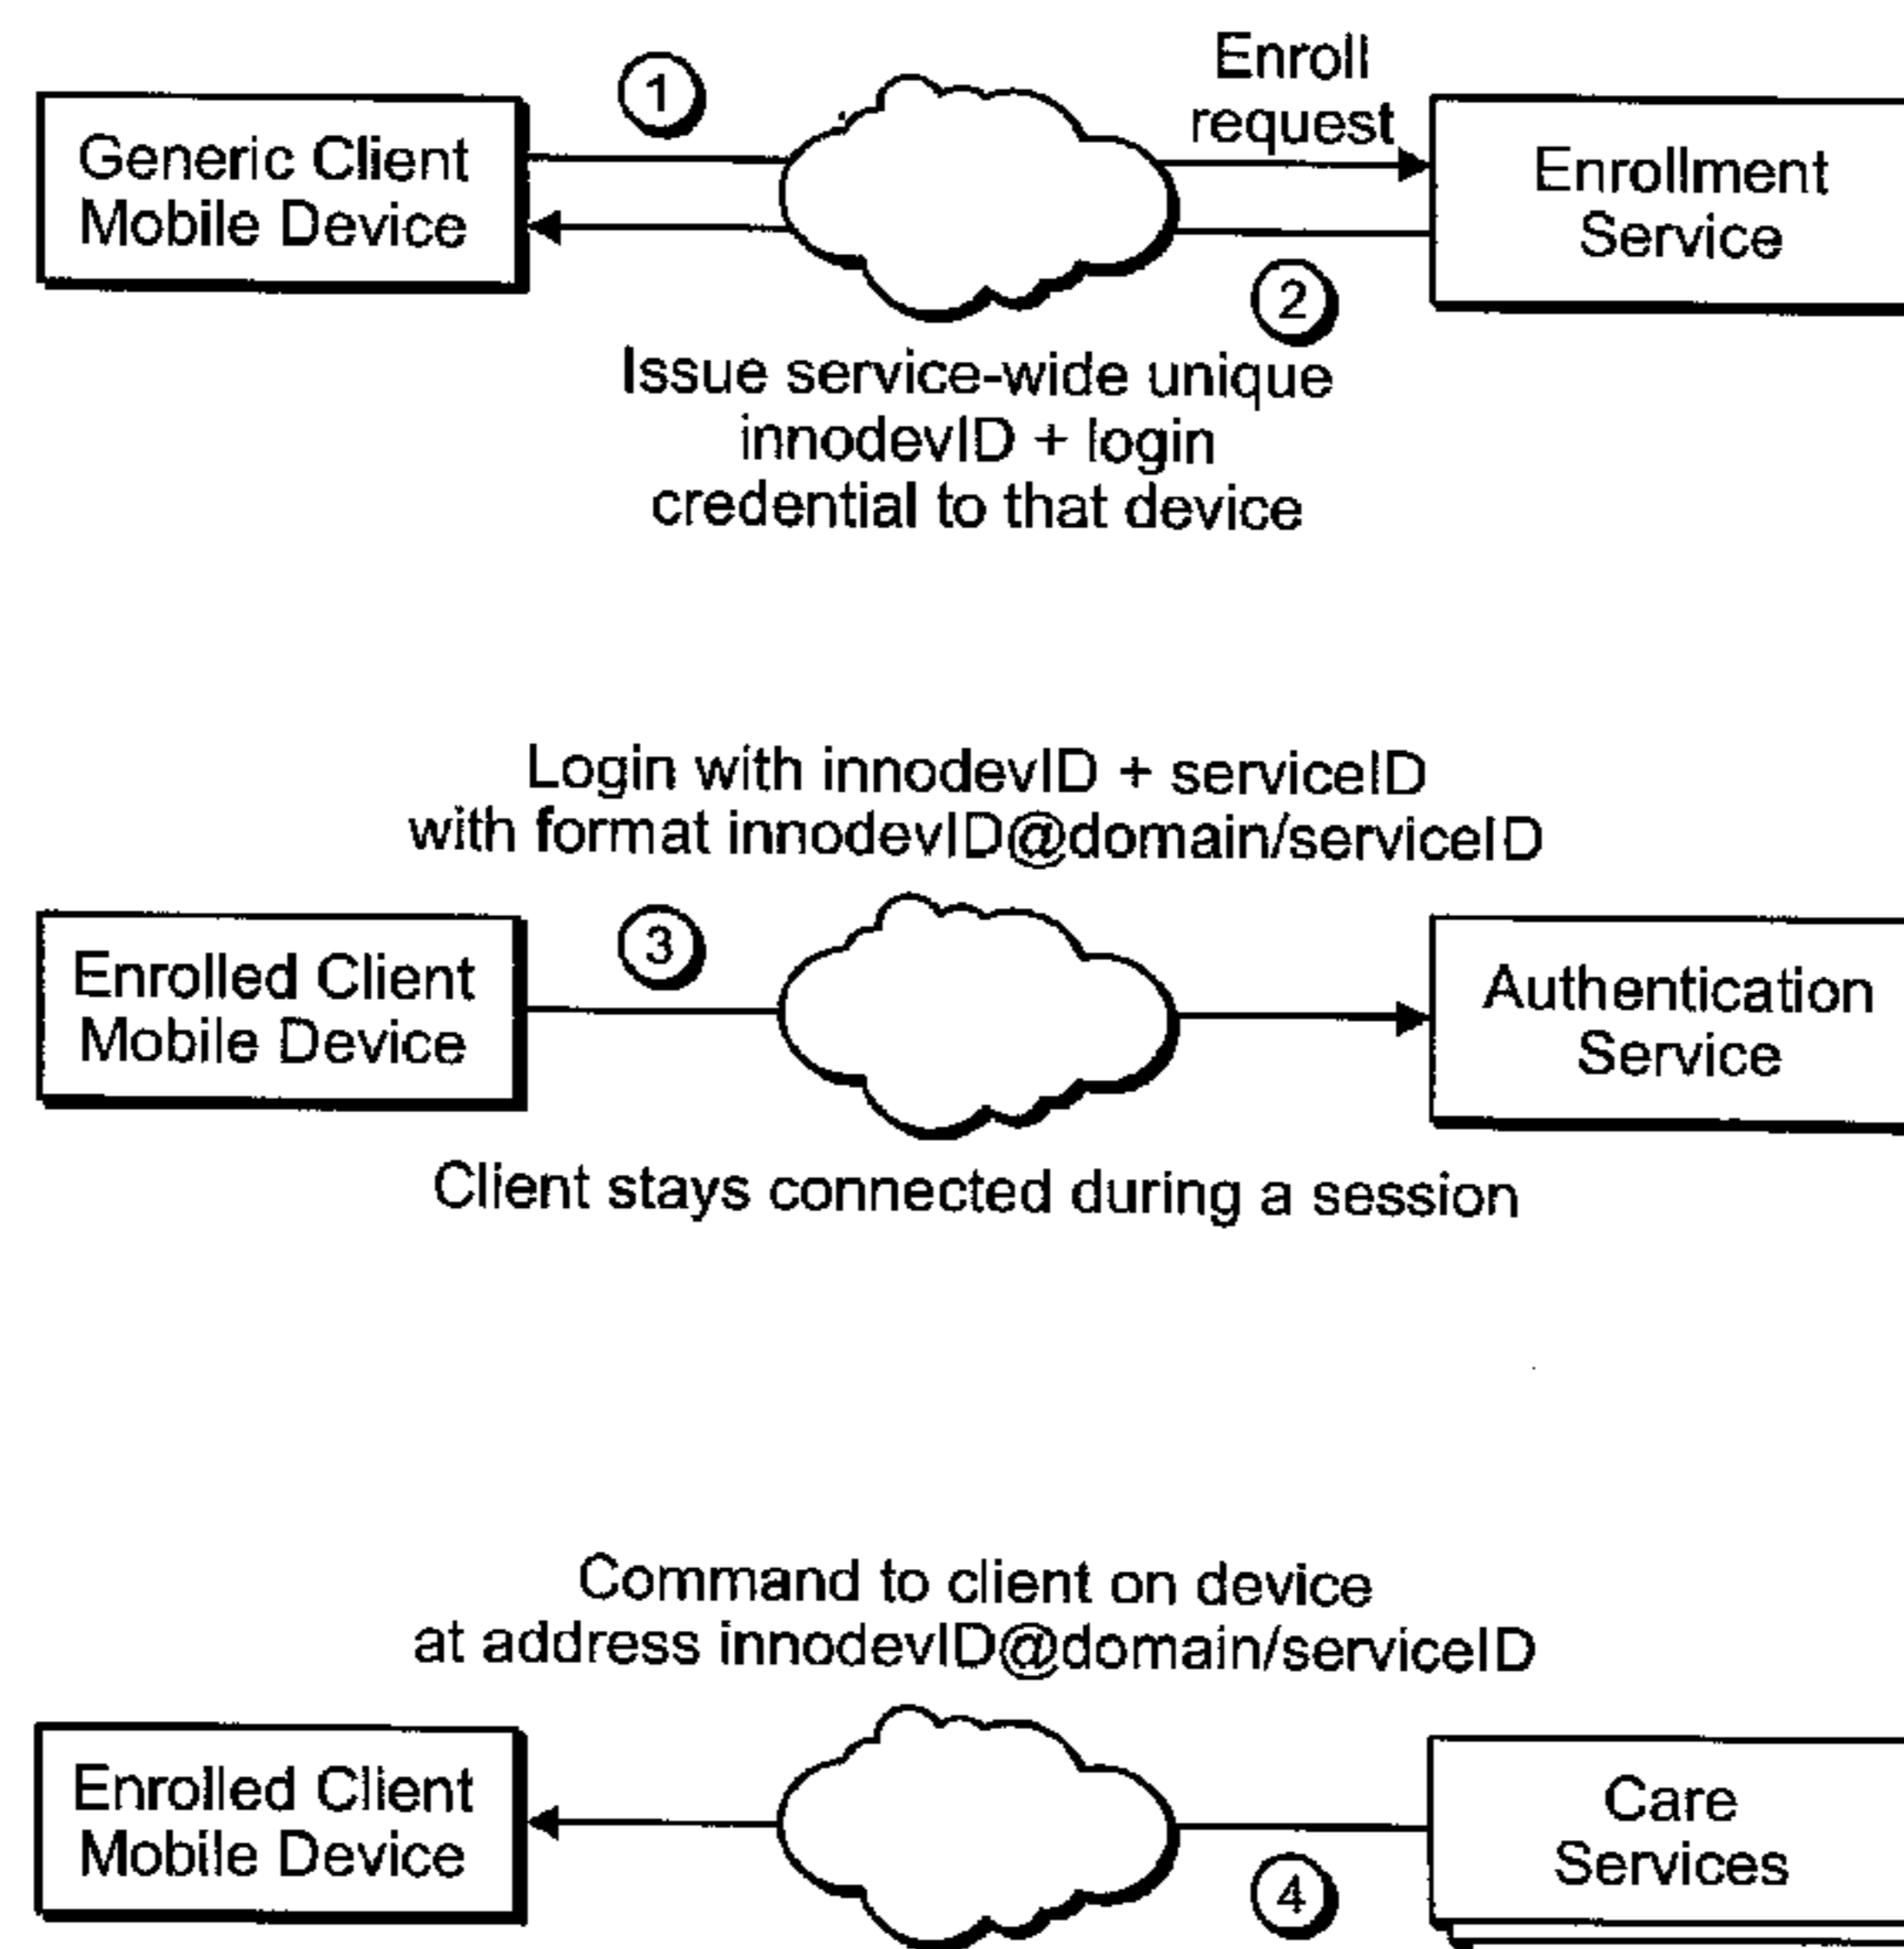 Enroll
request
1
Generic Client
Mobile Device
Enrollment
Service
2
Issue service-wide unique
innodevID + login
credential to that device
Login with innodevID + serviceID
with format innodevID@domain/serviceID
3
Enrolled Client
Mobile Device
Authentication
Service
Client stays connected during a session
Command to client on device
at address innodevID@domain/serviceID
Enrolled Client
Mobile Device
Care
Services
4